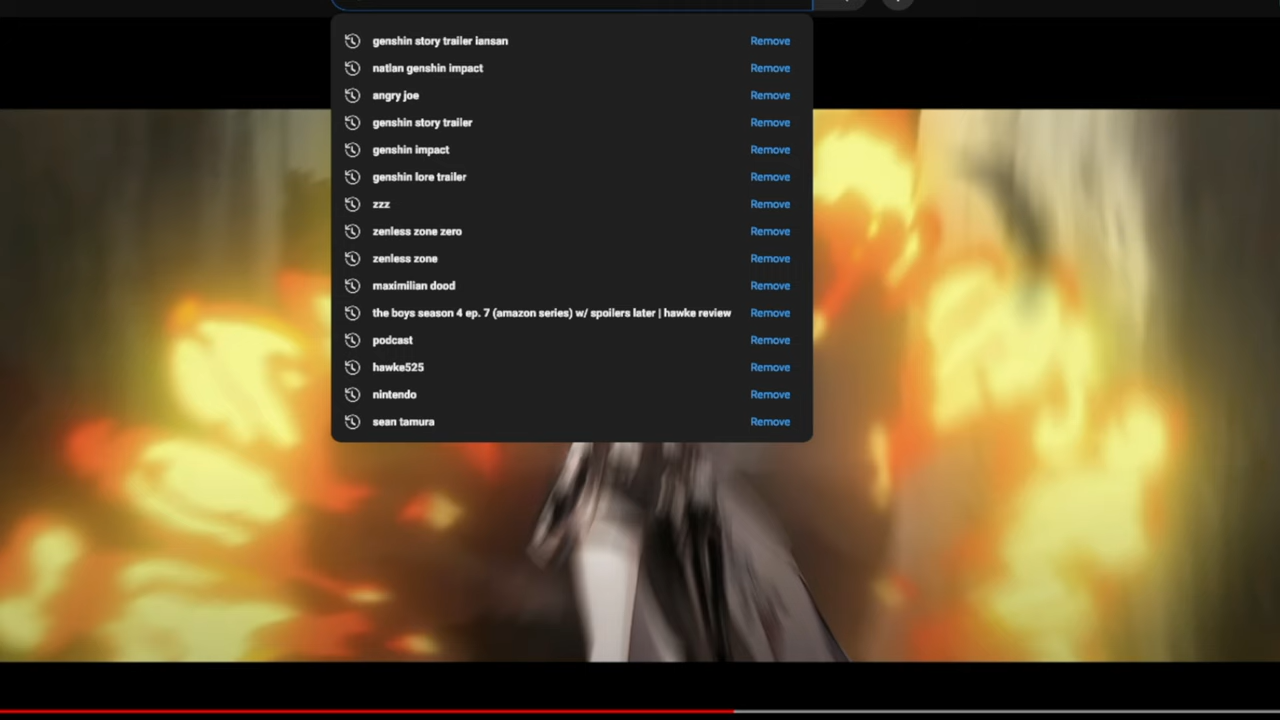 genshin story trailer iansan Remove
natlan genshin impact Remove
angry joe Remove
genshin story trailer Remove
genshin impact Remove
genshin lore trailer Remove
zzz Remove
zenless zone zero Remove
zenless zone Remove
maximilian dood Remove
the boys season 4 ep. 7 (amazon series) w/ spoilers later | hawke review Remove
podcast Remove
hawke525 Remove
nintendo Remove
sean tamura Remove